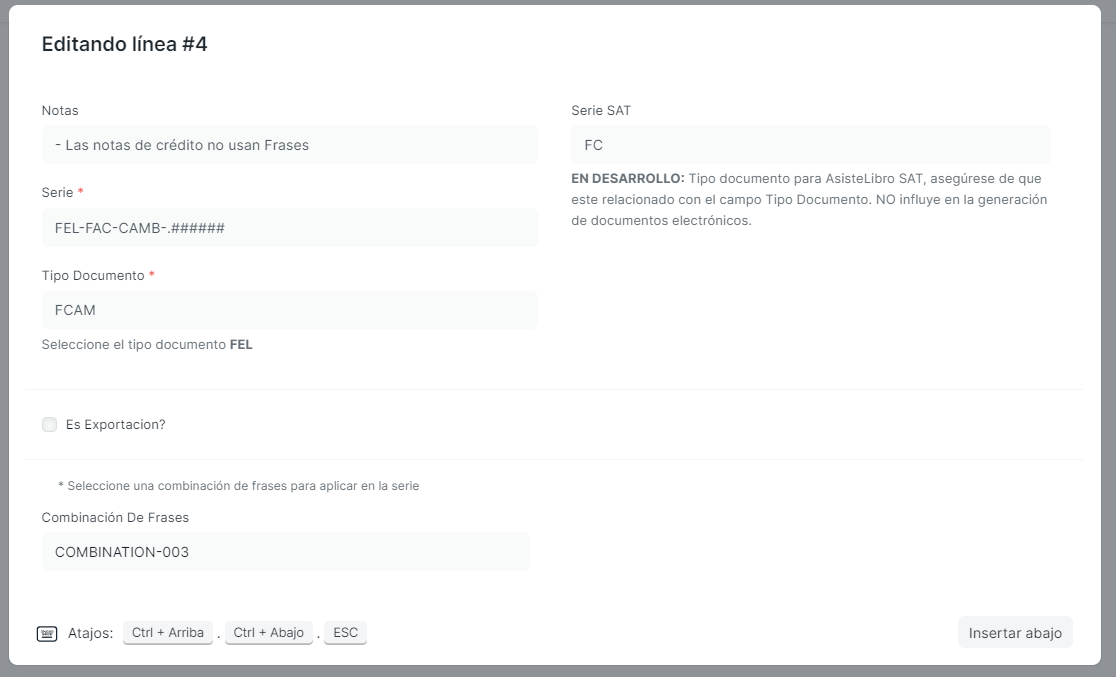 Editando línea #4
Notas
- Las notas de crédito no usan Frases
Serie *
FEL-FAC-CAMB-.######
Tipo Documento *
FCAM
Seleccione el tipo documento FEL
Serie SAT
FC
EN DESARROLLO: Tipo documento para AsisteLibro SAT, asegúrese de que
este relacionado con el campo Tipo Documento. NO influye en la generación
de documentos electrónicos.
Es Exportacion?
* Seleccione una combinación de frases para aplicar en la serie
Combinación De Frases
COMBINATION-003
Atajos: Ctrl + Arriba . Ctrl + Abajo . ESC
Insertar abajo